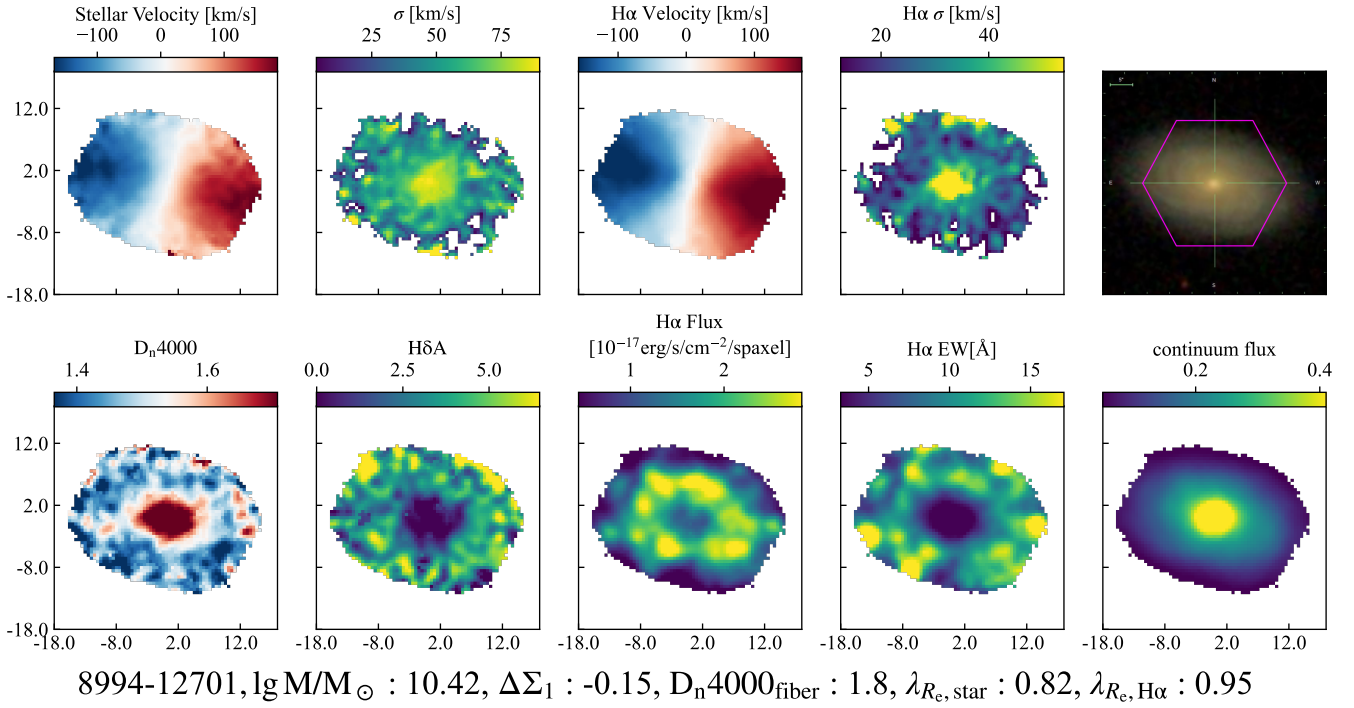 Stellar Velocity [km/s] σ [km/s] Hα Velocity [km/s] Hα σ [km/s]
−100 0 100 25 50 75 −100 0 100 20 40
5"
N
E W
S
12.0
2.0
-8.0
-18.0
Hα Flux
Dₙ4000 HδA [10⁻¹⁷erg/s/cm⁻²/spaxel] Hα EW[Å] continuum flux
1.4 1.6 0.0 2.5 5.0 1 2 5 10 15 0.2 0.4
12.0
2.0
-8.0
-18.0
-18.0 -8.0 2.0 12.0 -18.0 -8.0 2.0 12.0 -18.0 -8.0 2.0 12.0 -18.0 -8.0 2.0 12.0 -18.0 -8.0 2.0 12.0
8994-12701, lg M/M⊙ : 10.42, ΔΣ₁ : -0.15, Dₙ4000fiber : 1.8, λRe, star : 0.82, λRe, Hα : 0.95